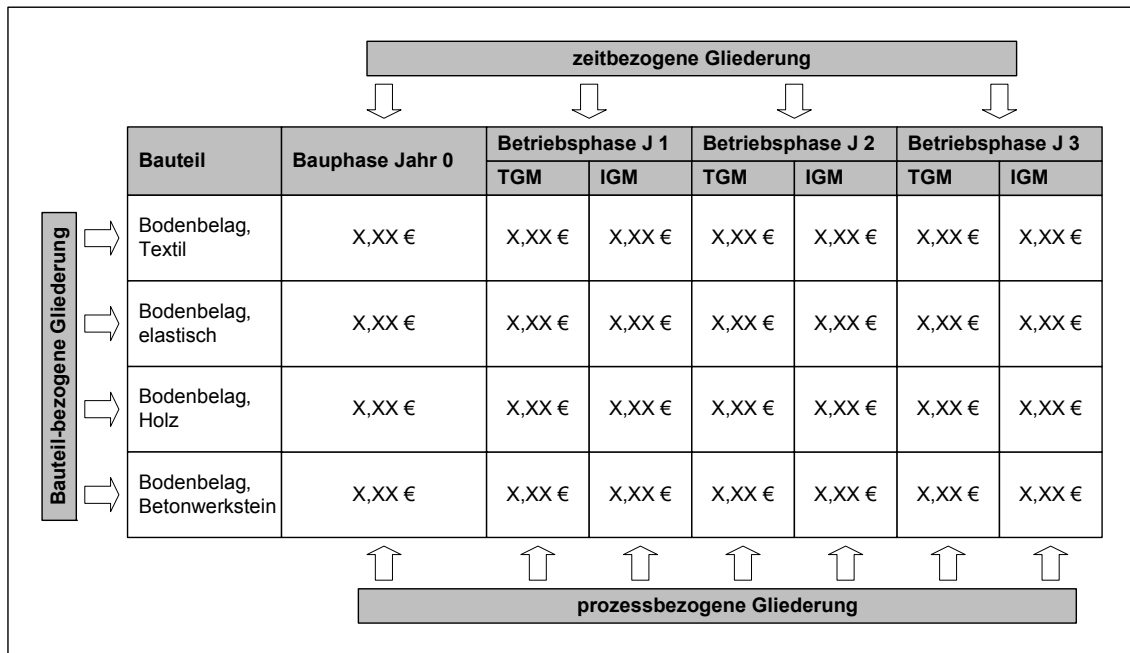 zeitbezogene Gliederung
Bauteil
Bauphase Jahr 0
Betriebsphase J 1
Betriebsphase J 2
Betriebsphase J 3
TGM
IGM
TGM
IGM
TGM
IGM
Bauteil-bezogene Gliederung
Bodenbelag,
Textil
X,XX €
X,XX €
X,XX €
X,XX €
X,XX €
X,XX €
X,XX €
Bodenbelag,
elastisch
X,XX €
X,XX €
X,XX €
X,XX €
X,XX €
X,XX €
X,XX €
Bodenbelag,
Holz
X,XX €
X,XX €
X,XX €
X,XX €
X,XX €
X,XX €
X,XX €
Bodenbelag,
Betonwerkstein
X,XX €
X,XX €
X,XX €
X,XX €
X,XX €
X,XX €
X,XX €
prozessbezogene Gliederung